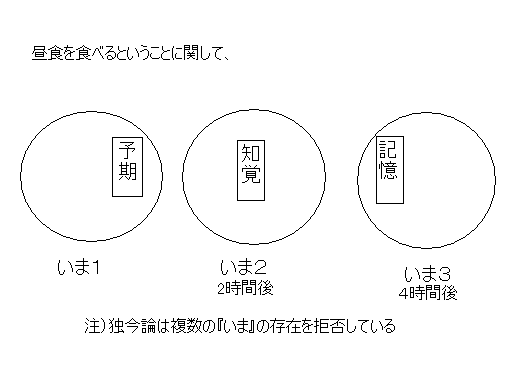 昼食を食べるということに関して、
予期
知覚
記憶
いま1
いま2
2時間後
いま3
4時間後
注)独今論は複数の『いま』の存在を拒否している